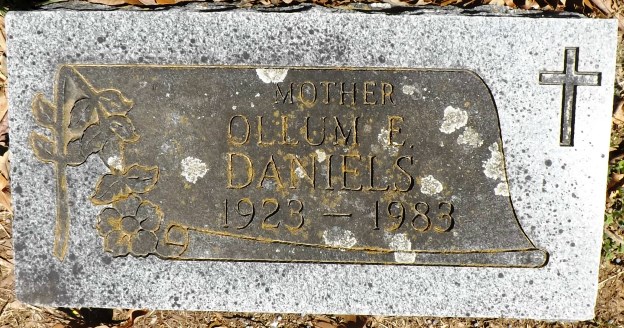 MOTHER
OLLUM E.
DANIELS
1923 — 1983